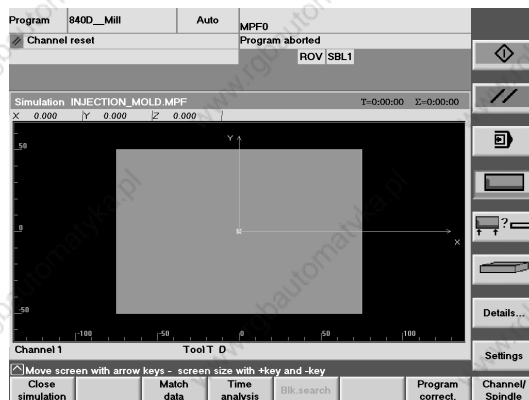 Program 840D__Mill Auto MPF0
Channel reset Program aborted
ROV SBL1
Simulation INJECTION_MOLD.MPF T=0:00:00 Σ=0:00:00
X 0.000 Y 0.000 Z 0.000
Y
50
0
X
?
-50
-100 -50 0 50 100
Details...
Channel 1 Tool T D
Settings
Move screen with arrow keys - screen size with +key and -key
Close simulation
Match data
Time analysis
Blk.search
Program correct.
Channel/ Spindle
www.rgbautomatyka.pl